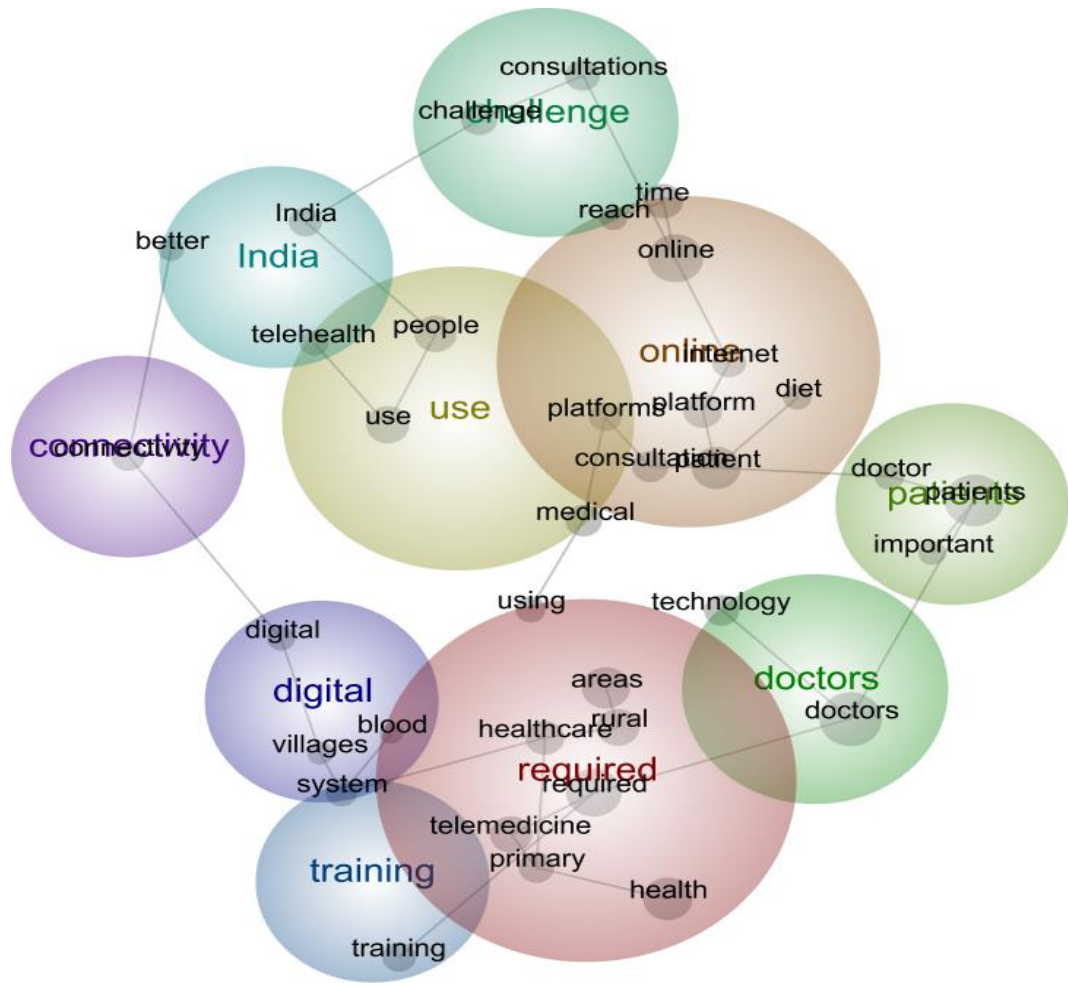 consultations
challenge
challenge
time
reach
India
better
online
India
people
telehealth
online
internet
diet
platforms
platform
use
use
connectivity
connectivity
consultation
patient
doctor
patients
patients
medical
important
using
technology
digital
areas
doctors
digital
doctors
rural
blood
healthcare
villages
required
system
required
telemedicine
primary
training
health
training